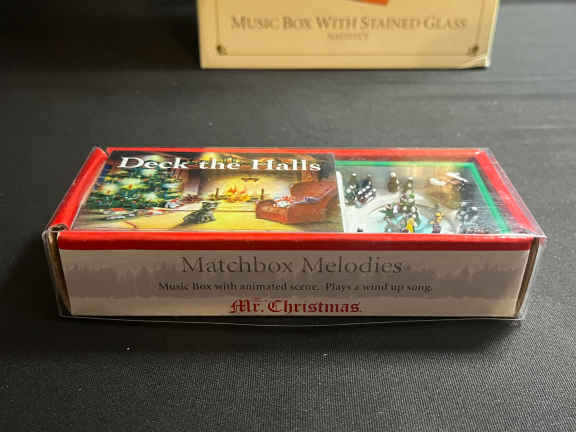 MUSIC BOX WITH STAINED GLASS
NATIVITY
Deck the Halls
Matchbox Melodies
Music Box with animated scene. Plays a wind up song.
Mr. Christmas.